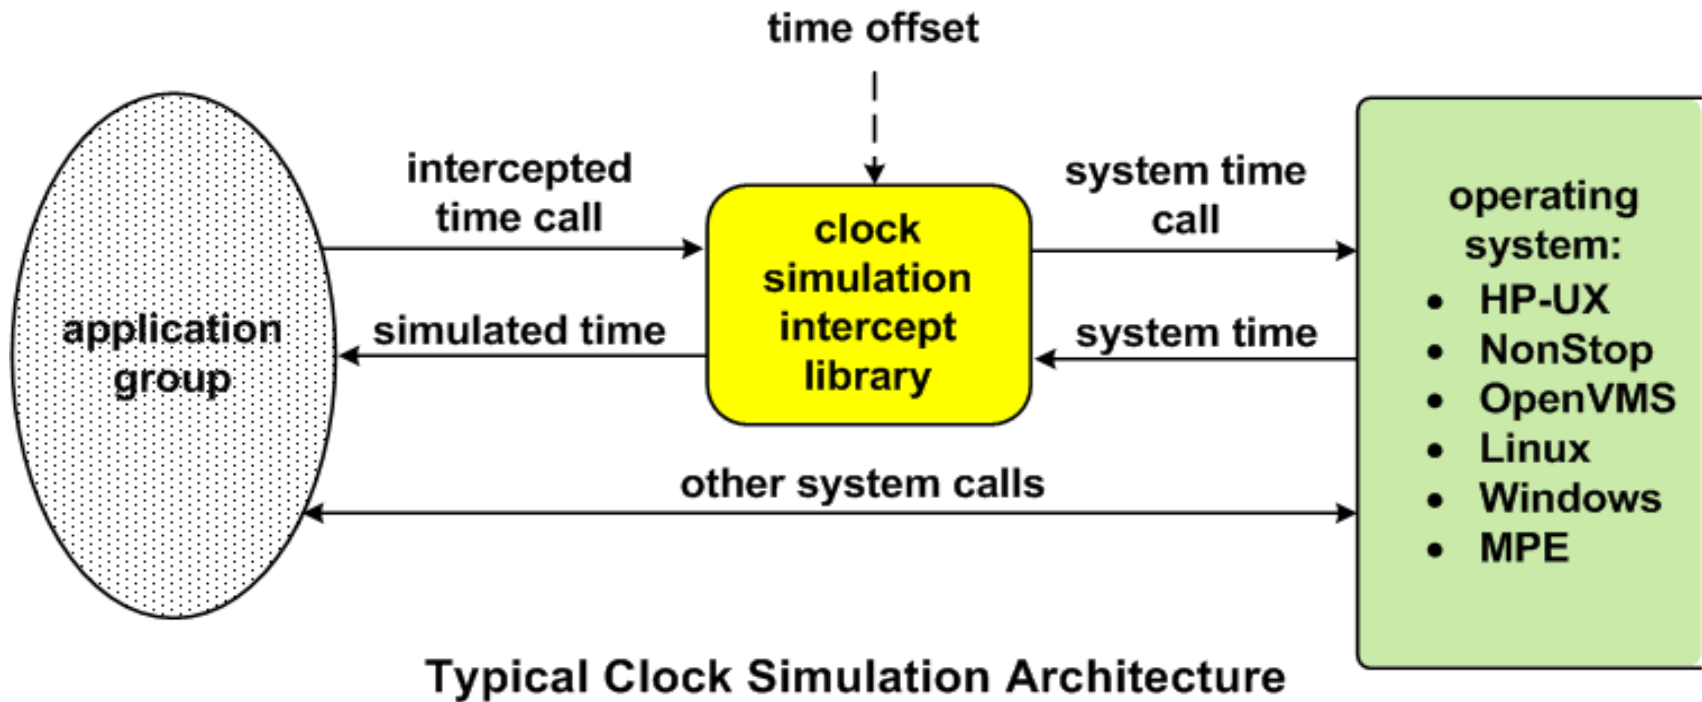 time offset
intercepted
time call
system time
call
clock
simulation
intercept
library
operating
system:
• HP-UX
• NonStop
• OpenVMS
• Linux
• Windows
• MPE
application
group
simulated time
system time
other system calls
Typical Clock Simulation Architecture